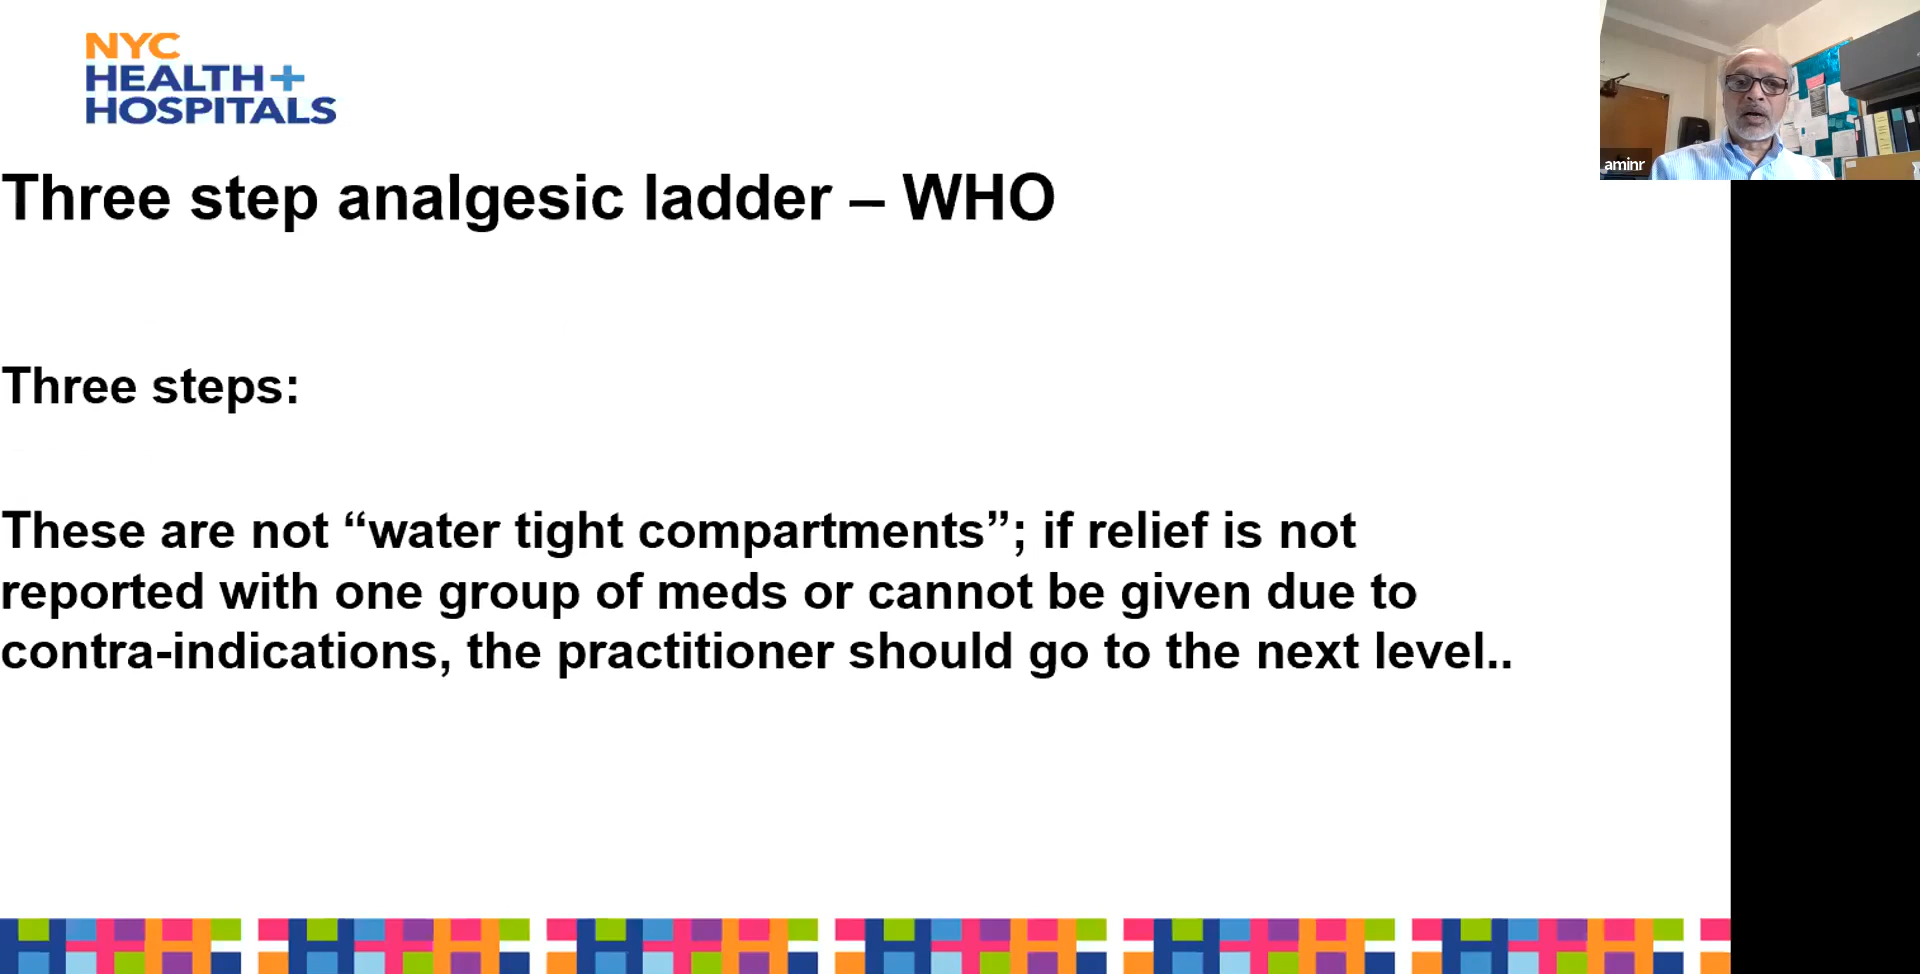 NYC
HEALTH+
HOSPITALS
aminr
Three step analgesic ladder – WHO
Three steps:
These are not “water tight compartments”; if relief is not
reported with one group of meds or cannot be given due to
contra-indications, the practitioner should go to the next level..